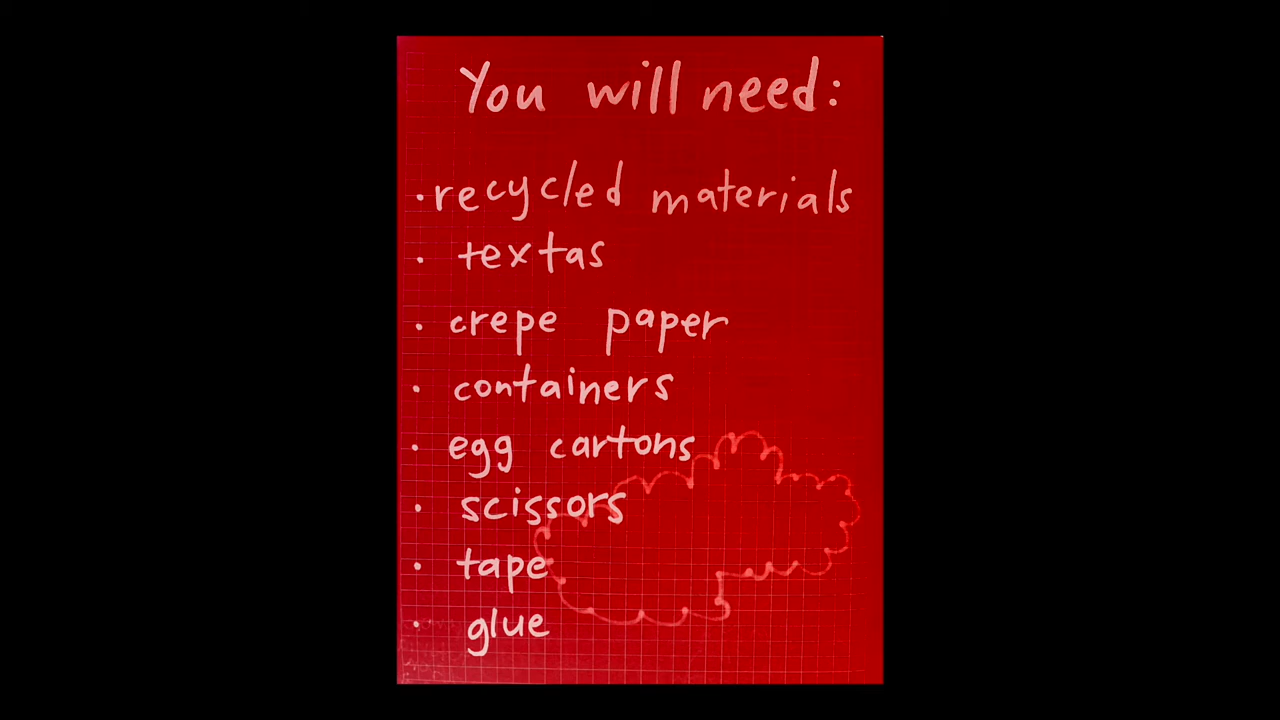 You will need:
• recycled materials
• textas
• crepe paper
• containers
• egg cartons
• scissors
• tape
• glue